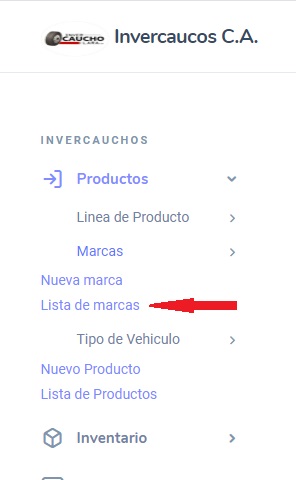 CAUCHO
Invercaucos C.A.
INVERCAUCHOS
Productos
Linea de Producto
Marcas
Nueva marca
Lista de marcas
Tipo de Vehiculo
Nuevo Producto
Lista de Productos
Inventario